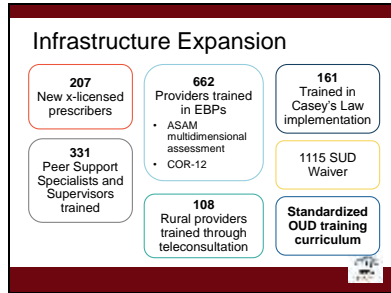 Infrastructure Expansion
207
New x-licensed
prescribers
331
Peer Support
Specialists and
Supervisors
trained
662
Providers trained
in EBPs
• ASAM
multidimensional
assessment
• COR-12
108
Rural providers
trained through
teleconsultation
161
Trained in
Casey's Law
implementation
1115 SUD
Waiver
Standardized
OUD training
curriculum